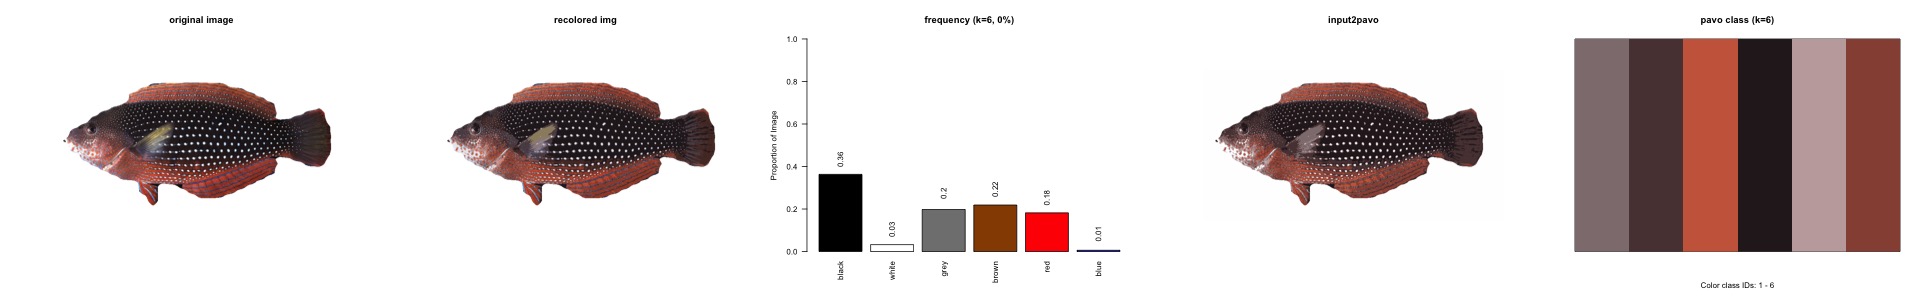 original image
recolored img
frequency (k=6, 0%)
input2pavo
pavo class (k=6)
Proportion of Image
1.0
0.8
0.6
0.4
0.2
0.0
0.36
0.03
0.2
0.22
0.18
0.01
black
white
grey
brown
red
blue
Color class IDs: 1 - 6